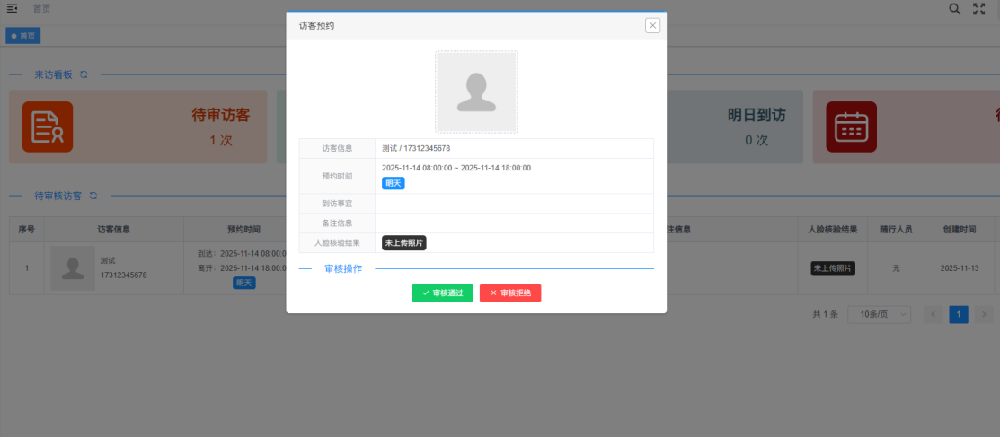 首页
首页
来访看板
待审访客
1 次
明日到访
0 次
待审核访客
序号 访客信息 预约时间 注信息 人脸核验结果 随行人员 创建时间
1 测试 17312345678 到达：2025-11-14 08:00:0 离开：2025-11-14 18:00:0 明天 未上传照片 无 2025-11-13
共 1 条 10条/页 1
访客预约
访客信息 测试 / 17312345678
预约时间 2025-11-14 08:00:00 ~ 2025-11-14 18:00:00
明天
到访事宜
备注信息
人脸核验结果 未上传照片
审核操作
审核通过 审核拒绝